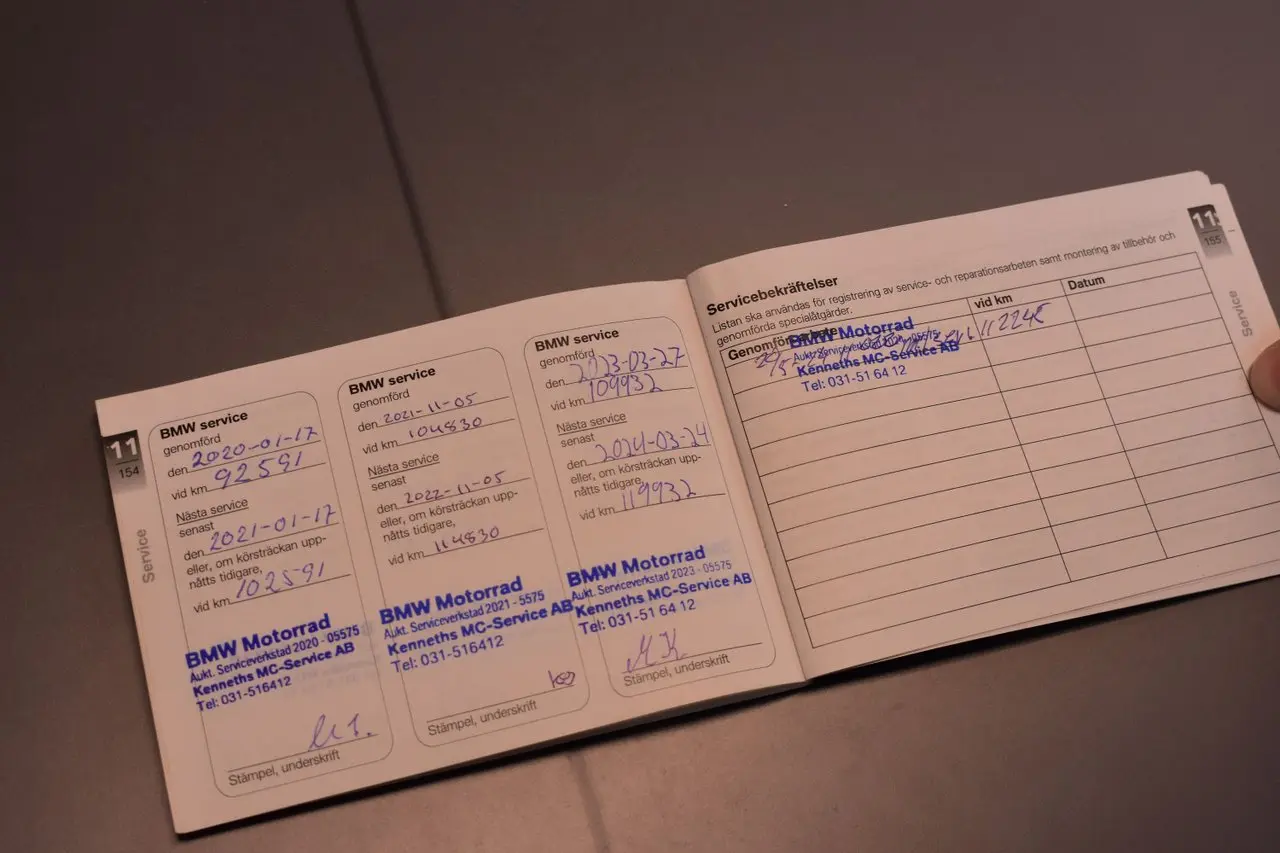 11
154
Service
BMW service
genomförd
den 2020-01-17
vid km 92591
Nästa service
senast
den 2021-01-17
eller, om körsträckan upp-
nåtts tidigare,
vid km 102591
BMW Motorrad
Aukt. Serviceverkstad 2020 - 05575
Kenneths MC-Service AB
Tel: 031-516412
Stämpel, underskrift
BMW service
genomförd
den 2021-11-05
vid km 104830
Nästa service
senast
den 2022-11-05
eller, om körsträckan upp-
nåtts tidigare,
vid km 114830
BMW Motorrad
Aukt. Serviceverkstad 2021 - 5575
Kenneths MC-Service AB
Tel: 031-516412
Stämpel, underskrift
BMW service
genomförd
den 2023-03-27
vid km 109932
Nästa service
senast
den 2024-03-24
eller, om körsträckan upp-
nåtts tidigare,
vid km 119932
BMW Motorrad
Aukt. Serviceverkstad 2023 - 05575
Kenneths MC-Service AB
Tel: 031-51 64 12
MK
Stämpel, underskrift
11
155
Service
Servicebekräftelser
Listan ska användas för registrering av service- och reparationsarbeten samt montering av tillbehör och
genomförda specialåtgärder.
vid km
Datum
BMW Motorrad
112245
Kenneths MC-Service AB
Tel: 031-51 64 12